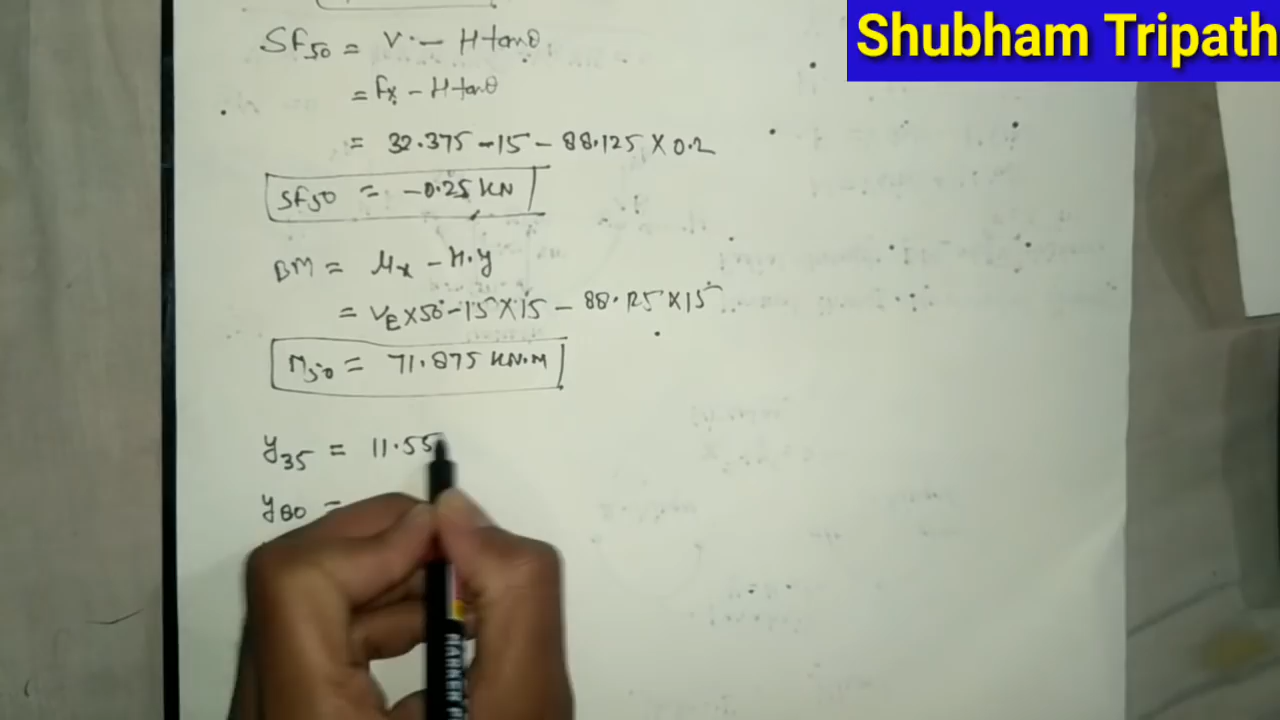 Shubham Tripath
SF50 = V - H tanθ
= Fx - H tanθ
= 32.375 - 15 - 88.125 X 0.2
SF50 = -0.25 KN
BM = Mx - H.y
= VE X 50 - 15 X 15 - 88.125 X 15
M50 = 71.875 KN.M
y35 = 11.55
y80 =
MARKER